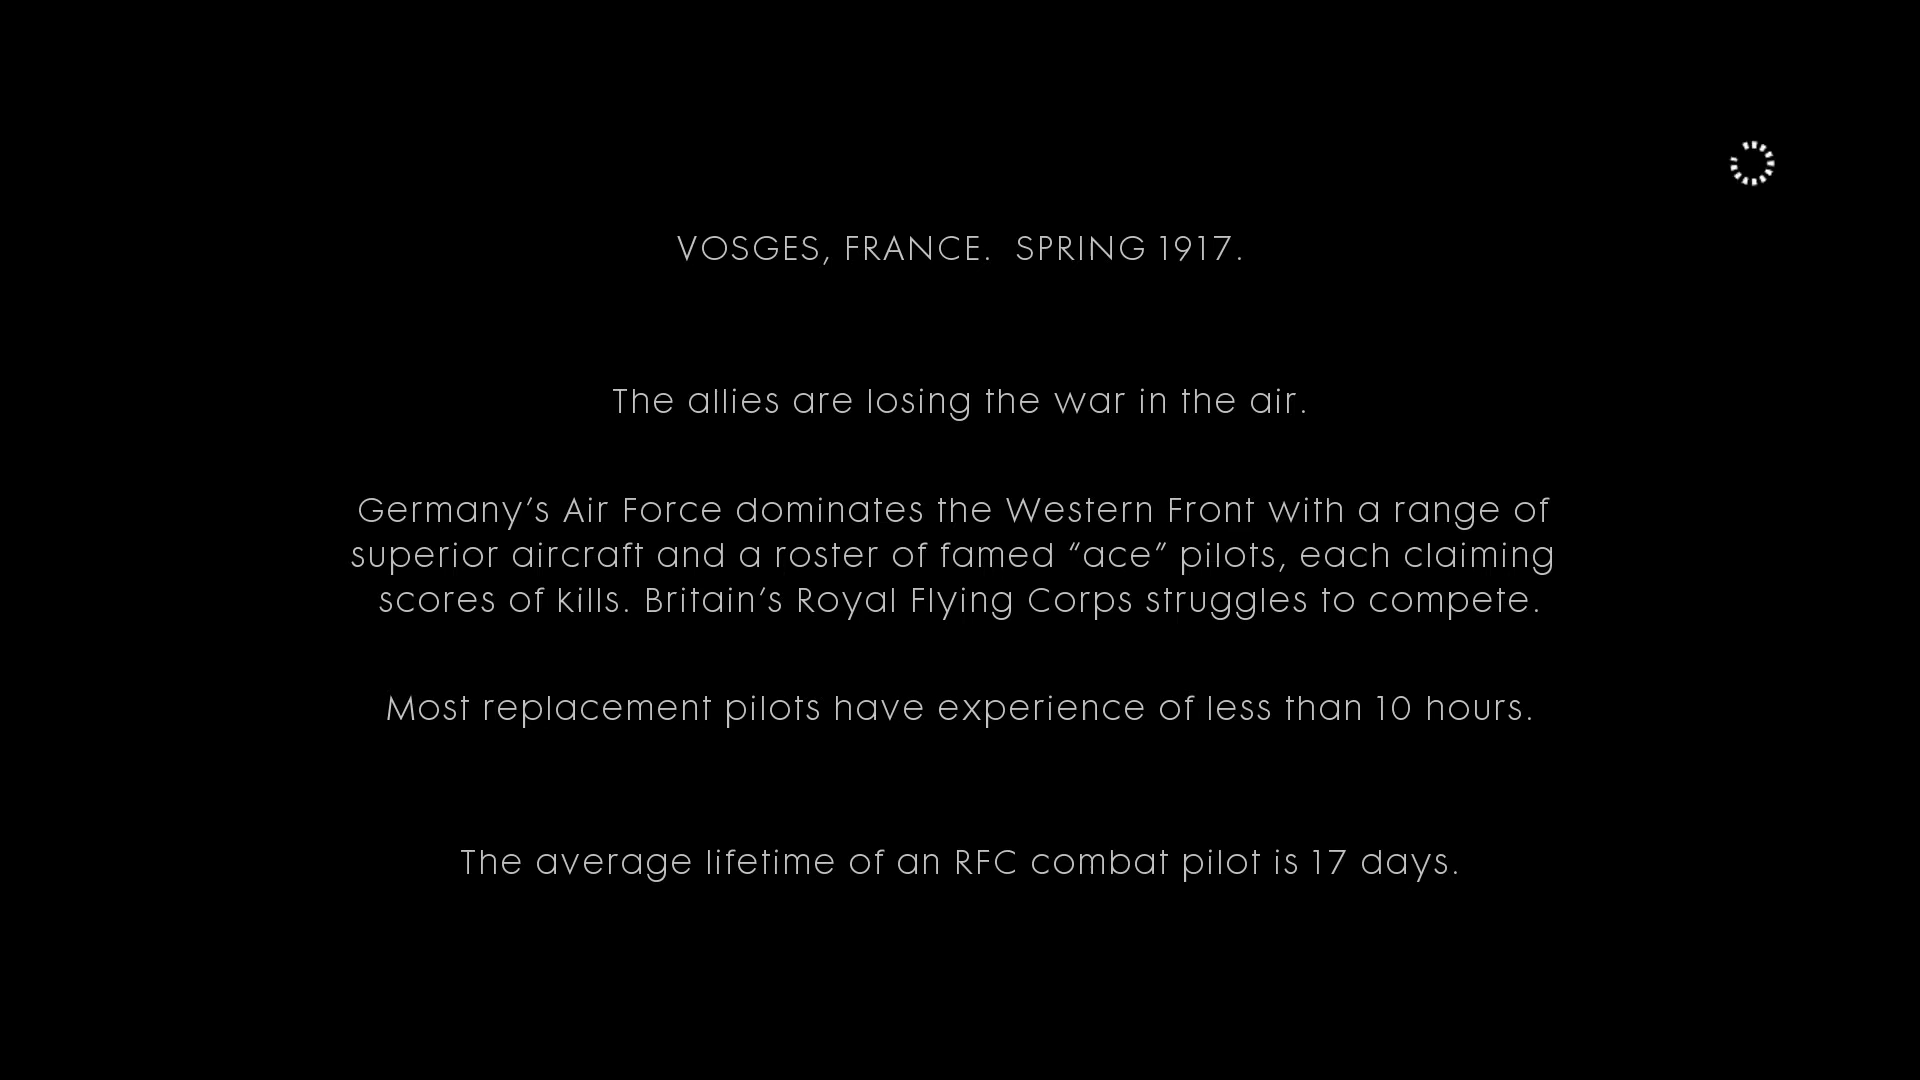 VOSGES, FRANCE.  SPRING 1917.
The allies are losing the war in the air.
Germany’s Air Force dominates the Western Front with a range of
superior aircraft and a roster of famed “ace” pilots, each claiming
scores of kills. Britain’s Royal Flying Corps struggles to compete.
Most replacement pilots have experience of less than 10 hours.
The average lifetime of an RFC combat pilot is 17 days.